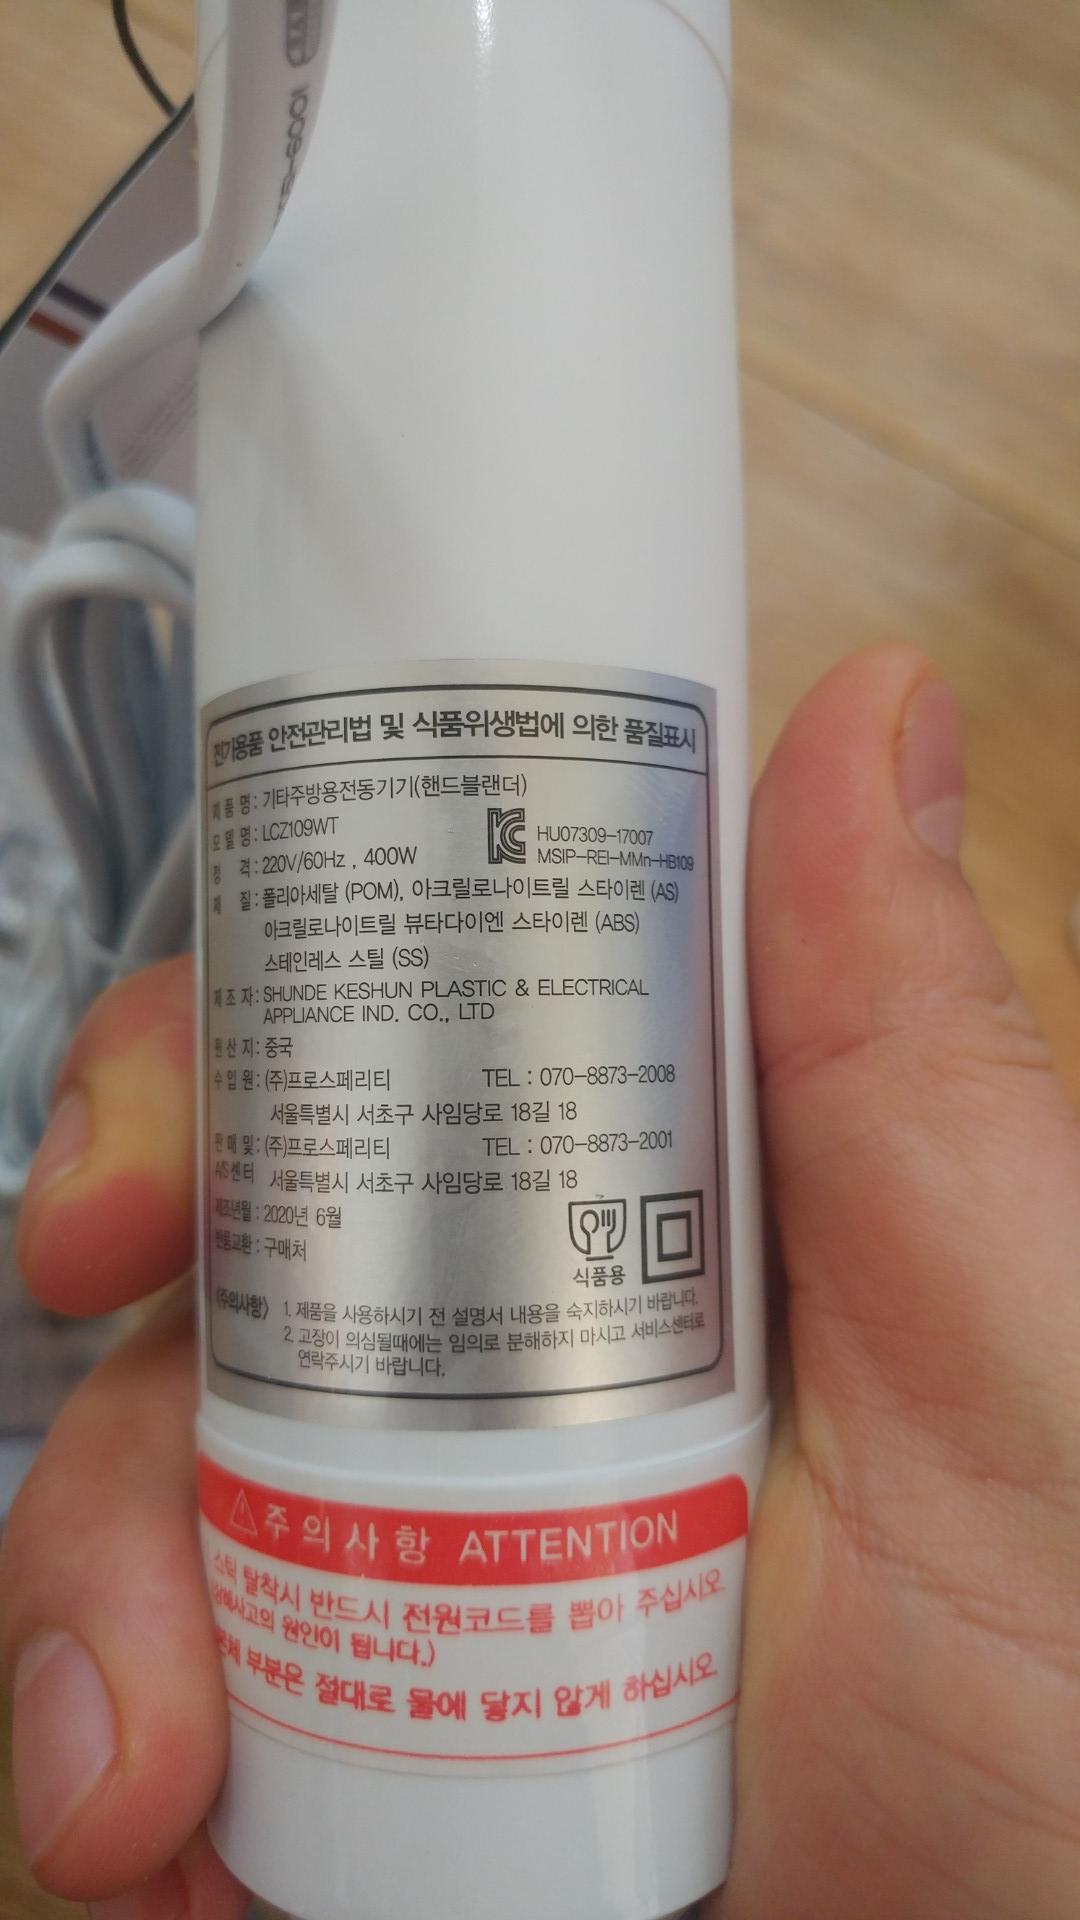 전기용품 안전관리법 및 식품위생법에 의한 품질표시
제 품 명 : 기타주방용전동기기(핸드블랜더)
모 델 명 : LCZ109WT
정 격 : 220V/60Hz , 400W
HU07309-17007
MSIP-REI-MMn-HB109
재 질 : 폴리아세탈 (POM), 아크릴로나이트릴 스타이렌 (AS)
아크릴로나이트릴 뷰타다이엔 스타이렌 (ABS)
스테인레스 스틸 (SS)
제 조 자 : SHUNDE KESHUN PLASTIC & ELECTRICAL
APPLIANCE IND. CO., LTD
원 산 지 : 중국
수 입 원 : (주)프로스페리티 TEL : 070-8873-2008
서울특별시 서초구 사임당로 18길 18
판 매 및 : (주)프로스페리티 TEL : 070-8873-2001
A/S센터 서울특별시 서초구 사임당로 18길 18
제조년월 : 2020년 6월
반품교환 : 구매처
식품용
(주의사항) 1. 제품을 사용하시기 전 설명서 내용을 숙지하시기 바랍니다.
2. 고장이 의심될때에는 임의로 분해하지 마시고 서비스센터로
연락주시기 바랍니다.
주의사항 ATTENTION
스틱 탈착시 반드시 전원코드를 뽑아 주십시오
상해사고의 원인이 됩니다.)
본체 부분은 절대로 물에 닿지 않게 하십시오.